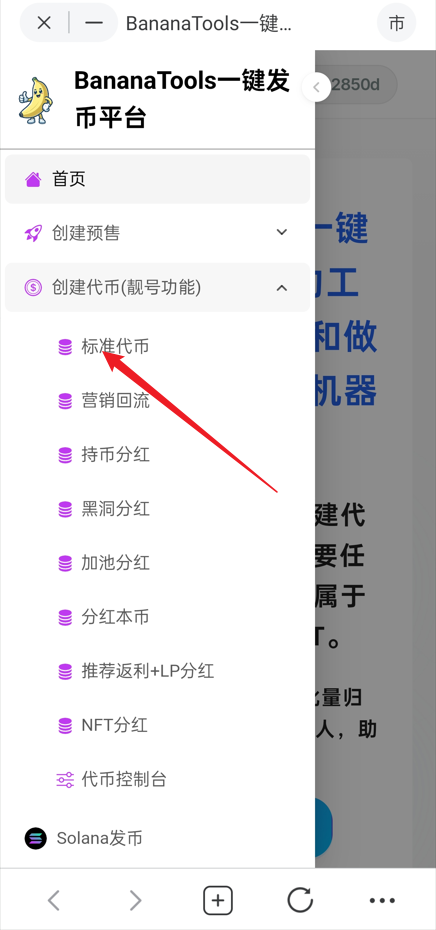 BananaTools一键...
市
BananaTools一键发
币平台
2850d
首页
一键
创建预售
创建代币(靓号功能)
工
标准代币
和做
营销回流
机器
持币分红
黑洞分红
建代
加池分红
要任
分红本币
属于
T。
推荐返利+LP分红
量归
NFT分红
人，助
代币控制台
Solana发币